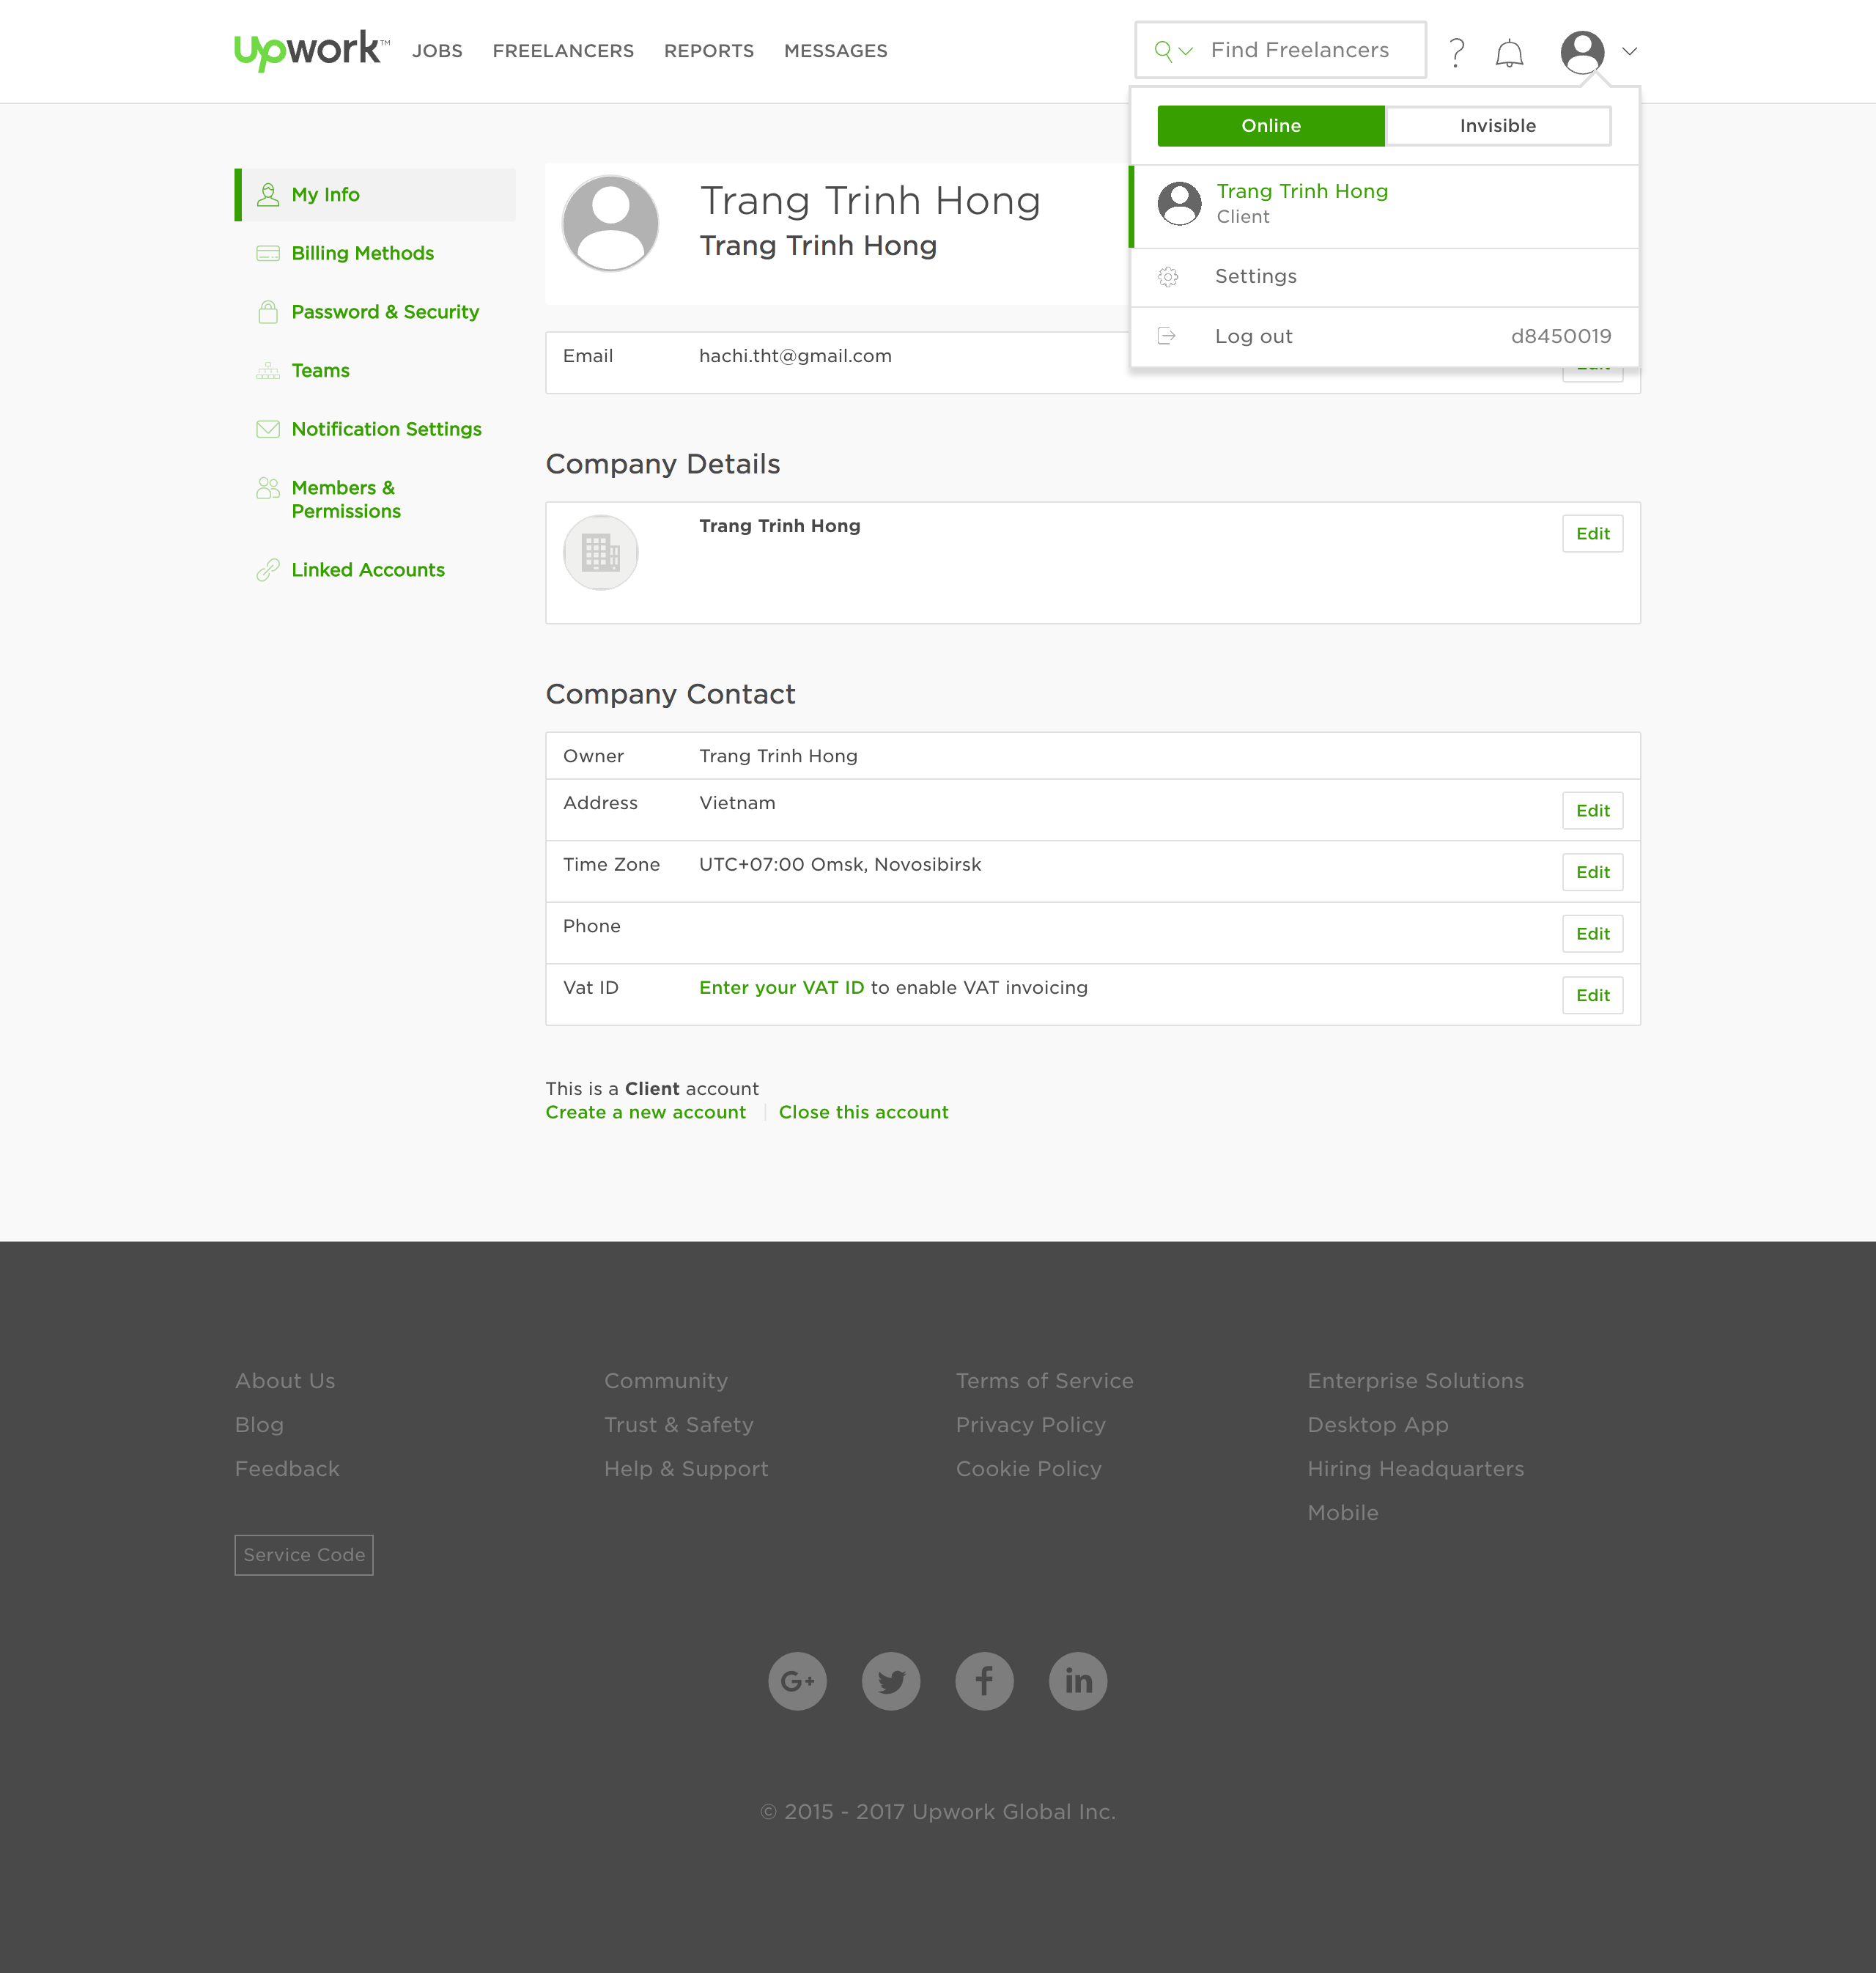 upwork™
JOBS FREELANCERS REPORTS MESSAGES
Find Freelancers
Online Invisible
Trang Trinh Hong
Client
Settings
Log out d8450019
My Info
Billing Methods
Password & Security
Teams
Notification Settings
Members &
Permissions
Linked Accounts
Trang Trinh Hong
Trang Trinh Hong
Email hachi.tht@gmail.com
Edit
Company Details
Trang Trinh Hong Edit
Company Contact
Owner Trang Trinh Hong
Address Vietnam Edit
Time Zone UTC+07:00 Omsk, Novosibirsk Edit
Phone Edit
Vat ID Enter your VAT ID to enable VAT invoicing Edit
This is a Client account
Create a new account Close this account
About Us Community Terms of Service Enterprise Solutions
Blog Trust & Safety Privacy Policy Desktop App
Feedback Help & Support Cookie Policy Hiring Headquarters
Mobile
Service Code
G+ f in
© 2015 - 2017 Upwork Global Inc.